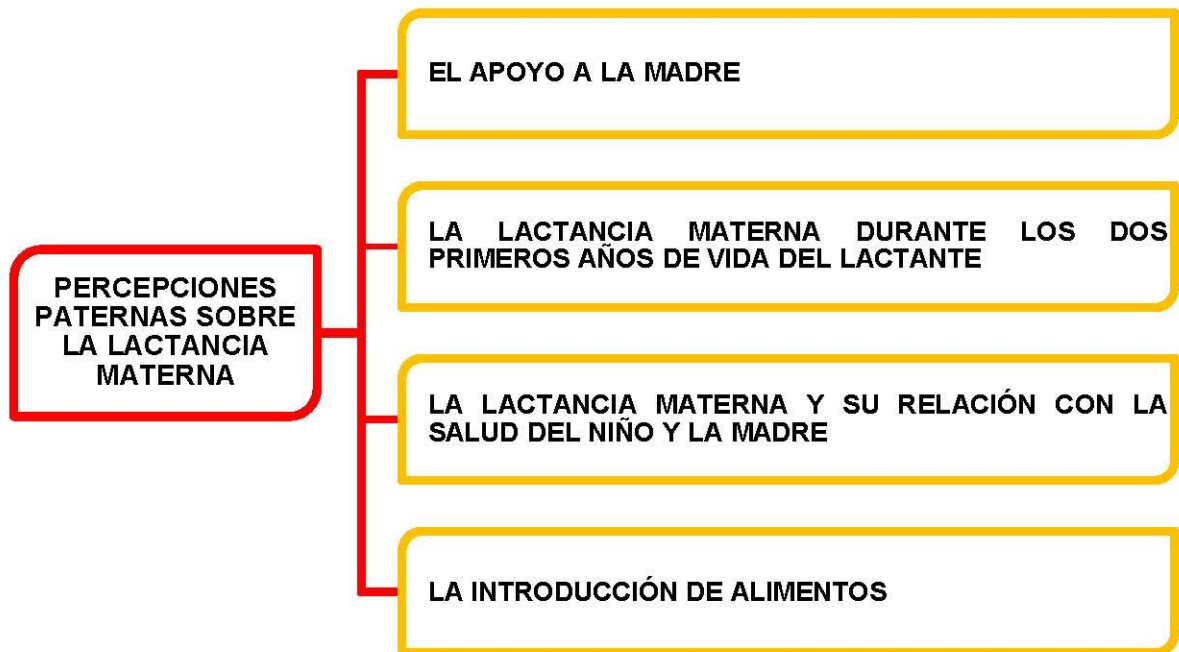 PERCEPCIONES
PATERNAS SOBRE
LA LACTANCIA
MATERNA
EL APOYO A LA MADRE
LA LACTANCIA MATERNA DURANTE LOS DOS
PRIMEROS AÑOS DE VIDA DEL LACTANTE
LA LACTANCIA MATERNA Y SU RELACIÓN CON LA
SALUD DEL NIÑO Y LA MADRE
LA INTRODUCCIÓN DE ALIMENTOS